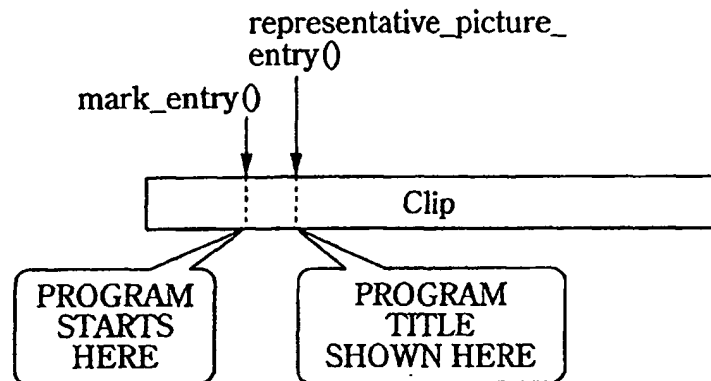 representative_picture_
entry()
mark_entry()
Clip
PROGRAM
STARTS
HERE
PROGRAM
TITLE
SHOWN HERE